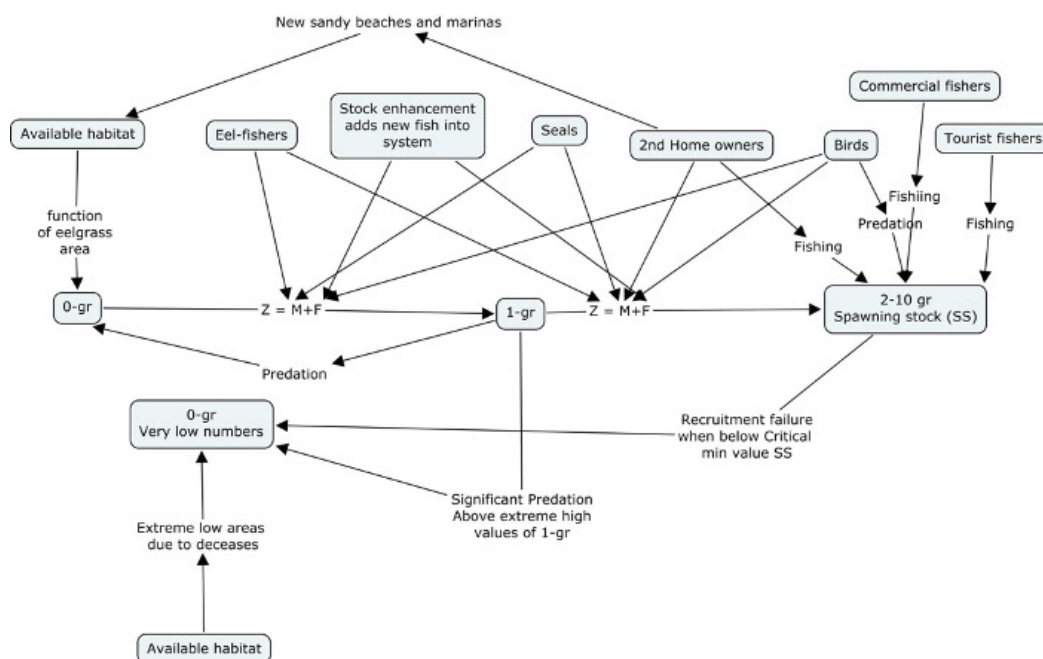 New sandy beaches and marinas
Commercial fishers
Stock enhancement
adds new fish into
system
Available habitat
Eel-fishers
Seals
2nd Home owners
Birds
Tourist fishers
Fishiing
function
of eelgrass
area
Predation
Fishing
Fishing
0-gr
Z = M+F
1-gr
Z = M+F
2-10 gr
Spawning stock (SS)
Predation
0-gr
Very low numbers
Recruitment failure
when below Critical
min value SS
Significant Predation
Above extreme high
values of 1-gr
Extreme low areas
due to deceases
Available habitat